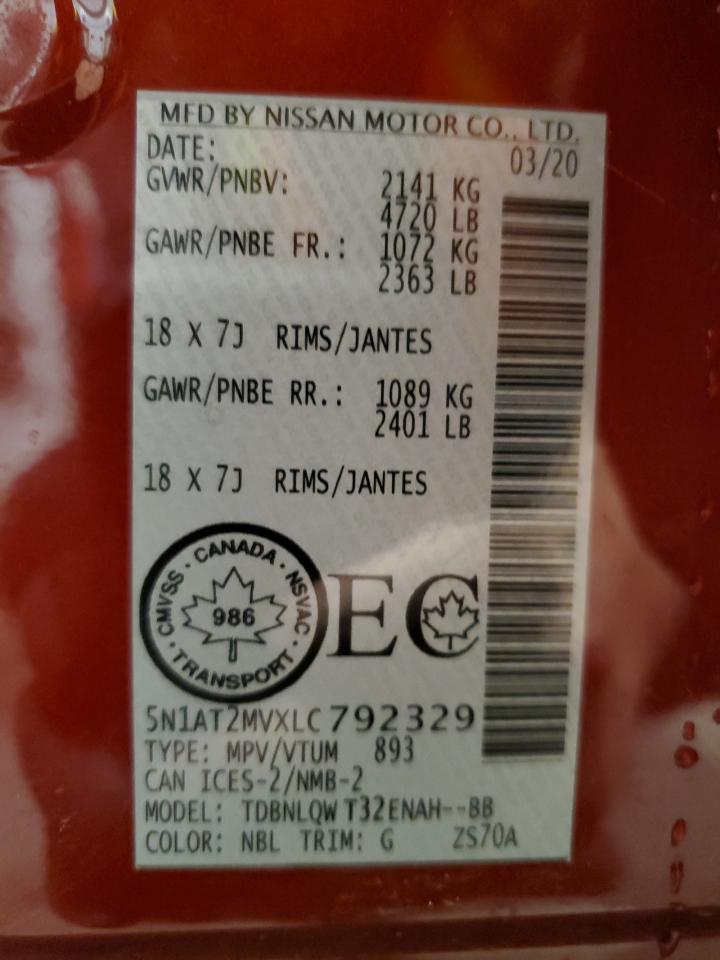 MFD BY NISSAN MOTOR CO., LTD.
DATE: 03/20
GVWR/PNBV: 2141 KG
4720 LB
GAWR/PNBE FR.: 1072 KG
2363 LB
18 X 7J RIMS/JANTES
GAWR/PNBE RR.: 1089 KG
2401 LB
18 X 7J RIMS/JANTES
CANADA · NSVAC · TRANSPORT · CMVSS ·
986
EC
5N1AT2MVXLC792329
TYPE: MPV/VTUM 893
CAN ICES-2/NMB-2
MODEL: TDBNLQW T32ENAH--BB
COLOR: NBL TRIM: G ZS70A